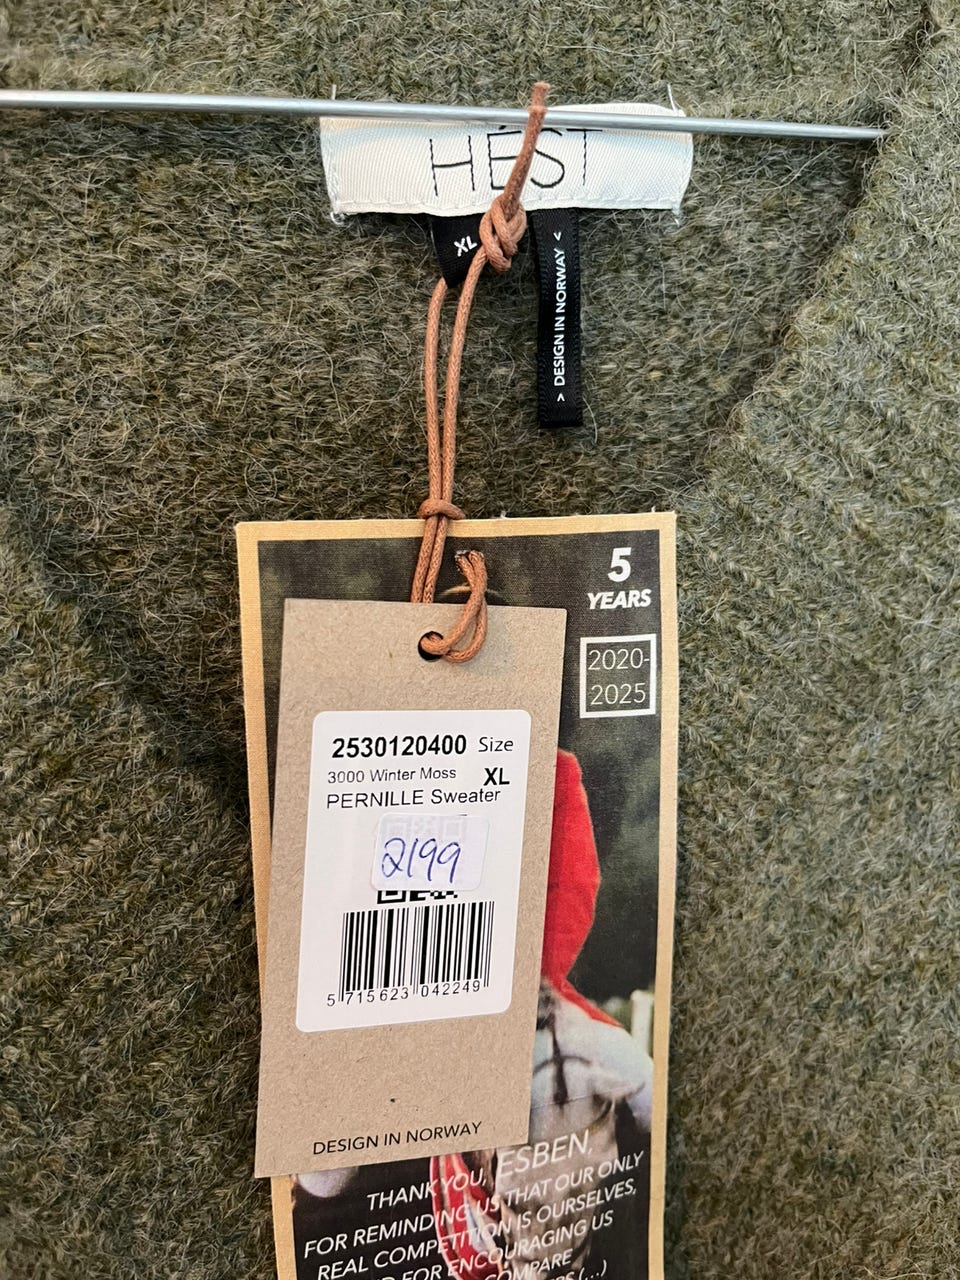 HÉST
XL
> DESIGN IN NORWAY <
5
YEARS
2020-
2025
2530120400 Size
3000 Winter Moss XL
PERNILLE Sweater
2199
5 715623 042249
DESIGN IN NORWAY
THANK YOU, ESBEN,
FOR REMINDING US THAT OUR ONLY
REAL COMPETITION IS OURSELVES,
FOR ENCOURAGING US
COMPARE
(...)